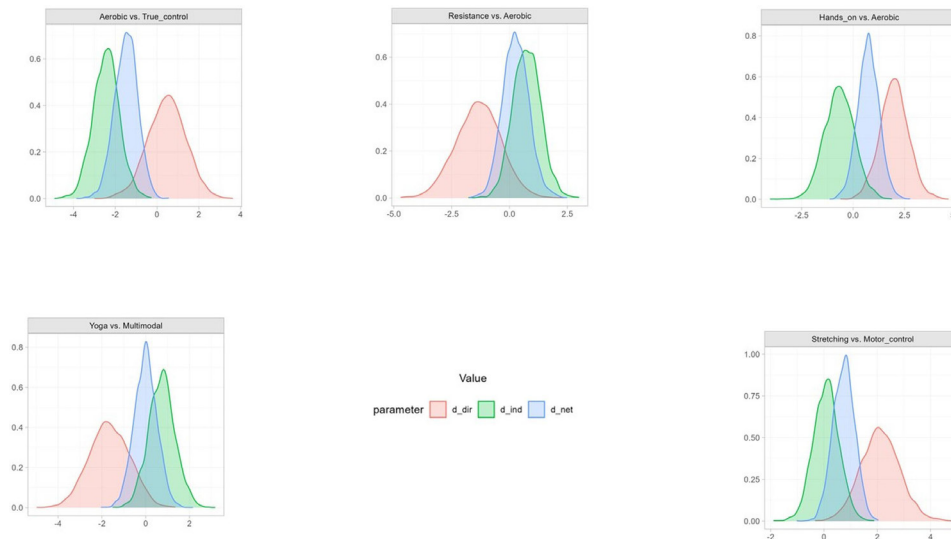 Aerobic vs. True_control
0.6
0.4
0.2
0.0
-4 -2 0 2 4
Resistance vs. Aerobic
0.6
0.4
0.2
0.0
-5.0 -2.5 0.0 2.5
Hands_on vs. Aerobic
0.8
0.6
0.4
0.2
0.0
-2.5 0.0 2.5
Yoga vs. Multimodal
0.8
0.6
0.4
0.2
0.0
-4 -2 0 2
Value
parameter d_dir d_ind d_net
Stretching vs. Motor_control
1.00
0.75
0.50
0.25
0.00
-2 0 2 4